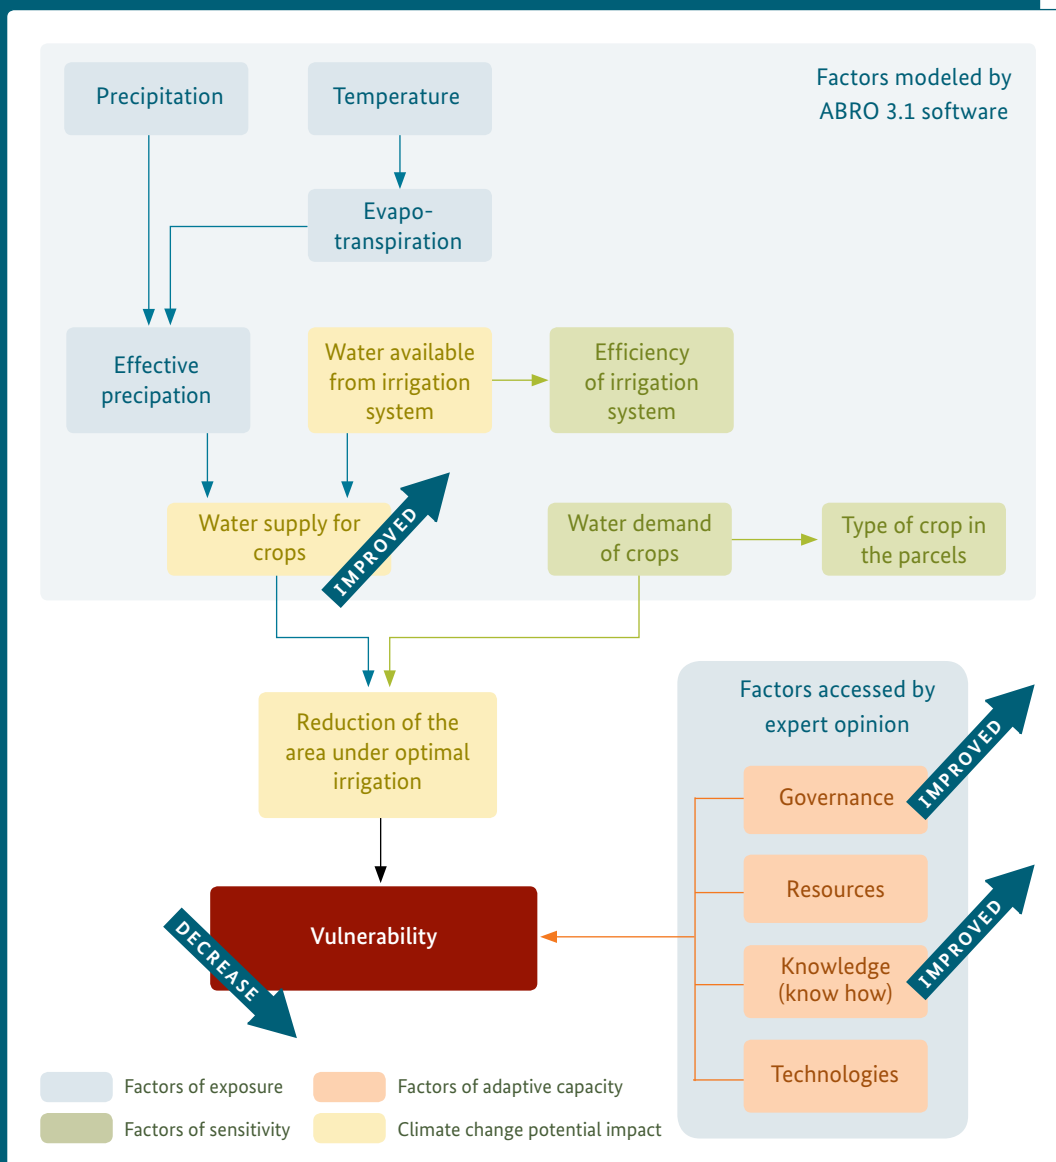 Precipitation
Temperature
Factors modeled by
ABRO 3.1 software
Evapo-
transpiration
Effective
precipation
Water available
from irrigation
system
Efficiency
of irrigation
system
Water supply for
crops
IMPROVED
Water demand
of crops
Type of crop in
the parcels
Reduction of the
area under optimal
irrigation
Factors accessed by
expert opinion
Governance
IMPROVED
Resources
Knowledge
(know how)
IMPROVED
Technologies
Vulnerability
DECREASE
Factors of exposure
Factors of adaptive capacity
Factors of sensitivity
Climate change potential impact